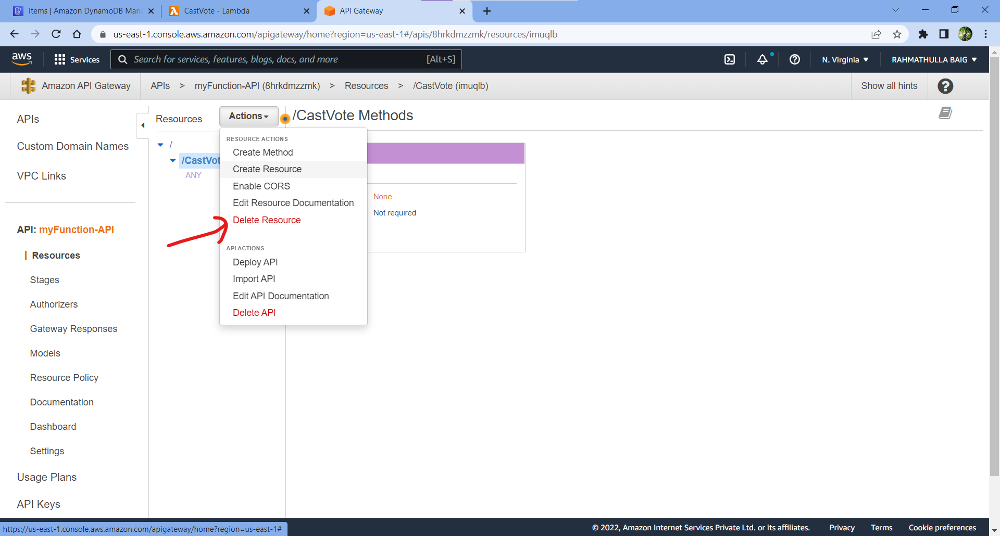 Items | Amazon DynamoDB Man
CastVote - Lambda
API Gateway
us-east-1.console.aws.amazon.com/apigateway/home?region=us-east-1#/apis/8hrkdmzzmk/resources/imuqlb
aws
Services
Search for services, features, blogs, docs, and more
[Alt+S]
N. Virginia
RAHMATHULLA BAIG
Amazon API Gateway
APIs > myFunction-API (8hrkdmzzmk) > Resources > /CastVote (imuqlb)
Show all hints
APIs
Custom Domain Names
VPC Links
API: myFunction-API
Resources
Stages
Authorizers
Gateway Responses
Models
Resource Policy
Documentation
Dashboard
Settings
Usage Plans
API Keys
Resources
Actions
/CastVote Methods
/
/CastVot
ANY
RESOURCE ACTIONS
Create Method
Create Resource
Enable CORS
Edit Resource Documentation
Delete Resource
API ACTIONS
Deploy API
Import API
Edit API Documentation
Delete API
None
Not required
https://us-east-1.console.aws.amazon.com/apigateway/home?region=us-east-1#
© 2022, Amazon Internet Services Private Ltd. or its affiliates.
Privacy
Terms
Cookie preferences